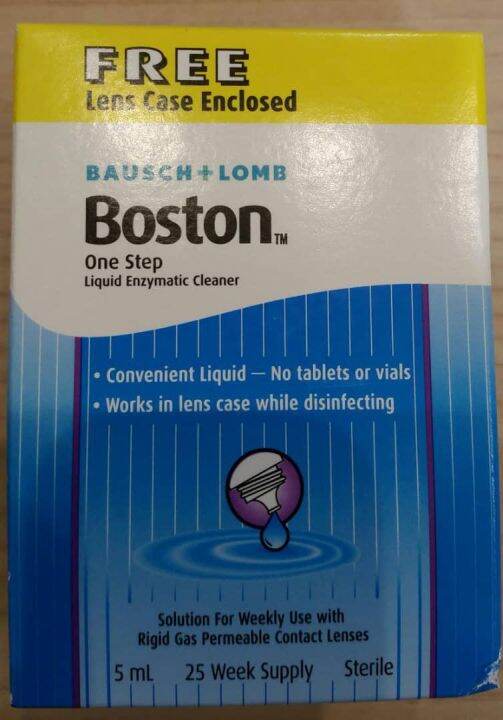 FREE
Lens Case Enclosed
BAUSCH + LOMB
Boston™
One Step
Liquid Enzymatic Cleaner
• Convenient Liquid — No tablets or vials
• Works in lens case while disinfecting
Solution For Weekly Use with
Rigid Gas Permeable Contact Lenses
5 mL 25 Week Supply Sterile